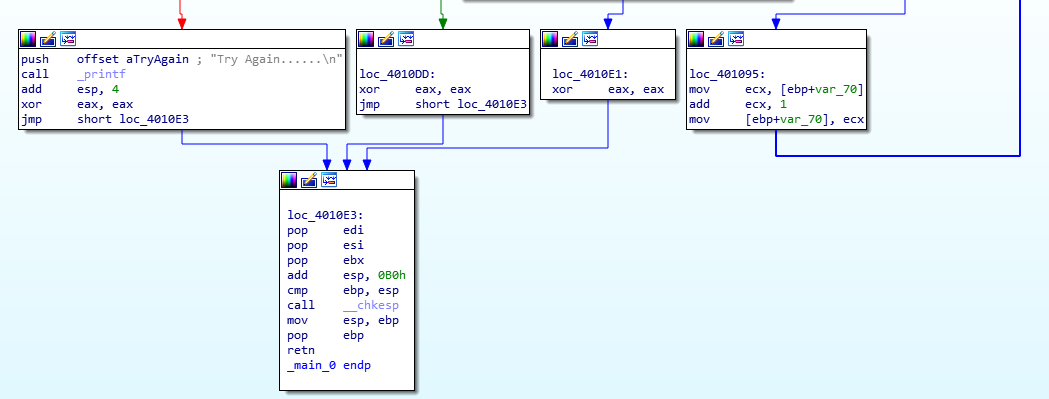 push    offset aTryAgain ; "Try Again......\n"
call    _printf
add     esp, 4
xor     eax, eax
jmp     short loc_4010E3
loc_4010DD:
xor     eax, eax
jmp     short loc_4010E3
loc_4010E1:
xor     eax, eax
loc_401095:
mov     ecx, [ebp+var_70]
add     ecx, 1
mov     [ebp+var_70], ecx
loc_4010E3:
pop     edi
pop     esi
pop     ebx
add     esp, 0B0h
cmp     ebp, esp
call    __chkesp
mov     esp, ebp
pop     ebp
retn
_main_0 endp